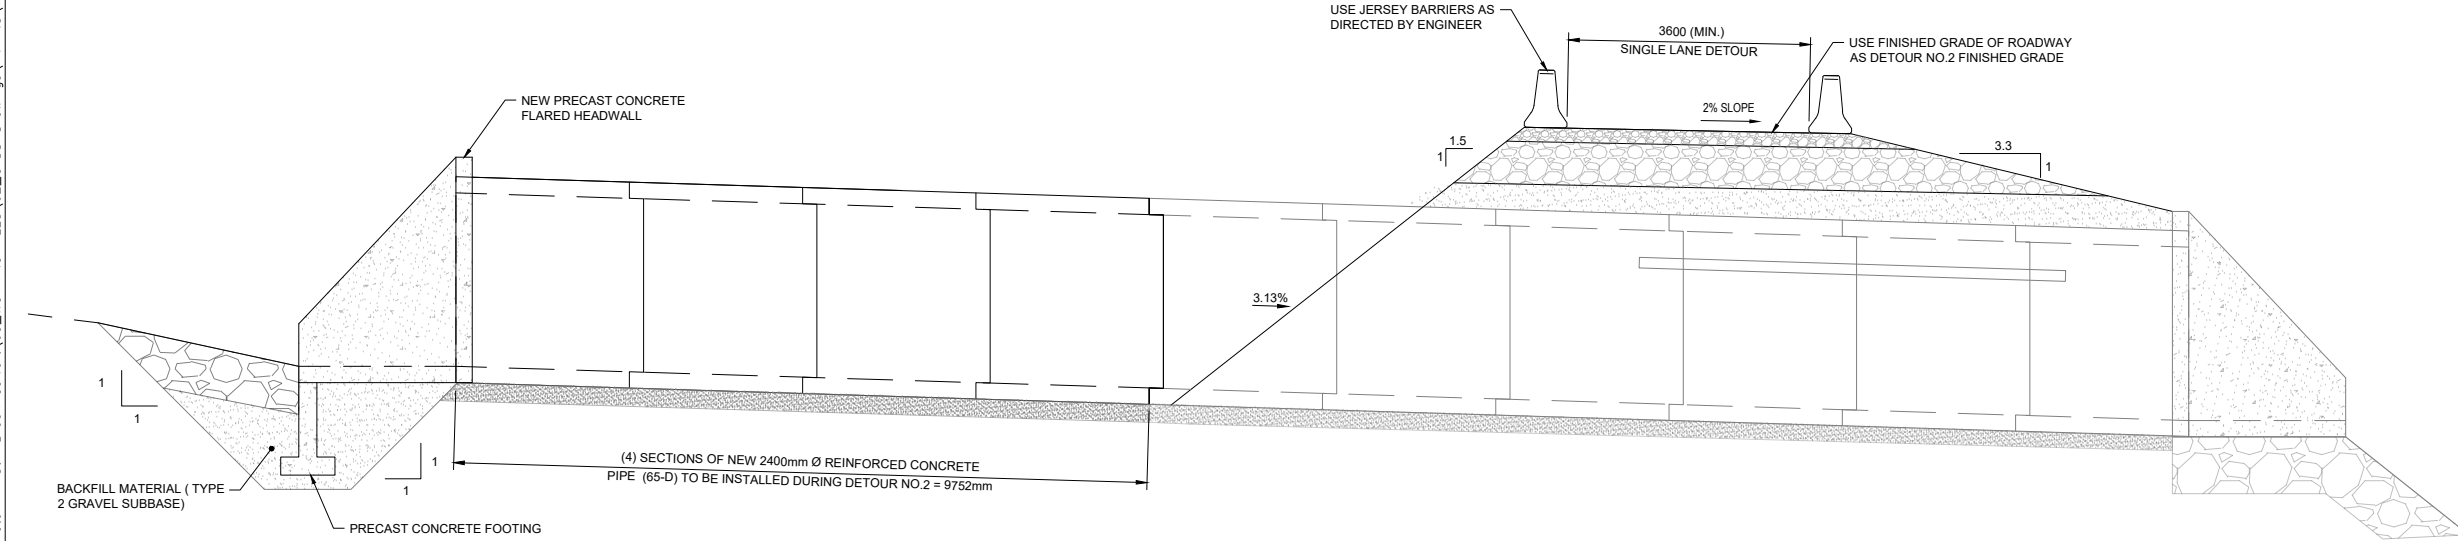 USE JERSEY BARRIERS AS
DIRECTED BY ENGINEER
3600 (MIN.)
SINGLE LANE DETOUR
USE FINISHED GRADE OF ROADWAY
AS DETOUR NO.2 FINISHED GRADE
NEW PRECAST CONCRETE
FLARED HEADWALL
2% SLOPE
1.5
1
3.3
1
3.13%
1
1
1
1
(4) SECTIONS OF NEW 2400mm Ø REINFORCED CONCRETE
PIPE (65-D) TO BE INSTALLED DURING DETOUR NO.2 = 9752mm
BACKFILL MATERIAL ( TYPE
2 GRAVEL SUBBASE)
PRECAST CONCRETE FOOTING